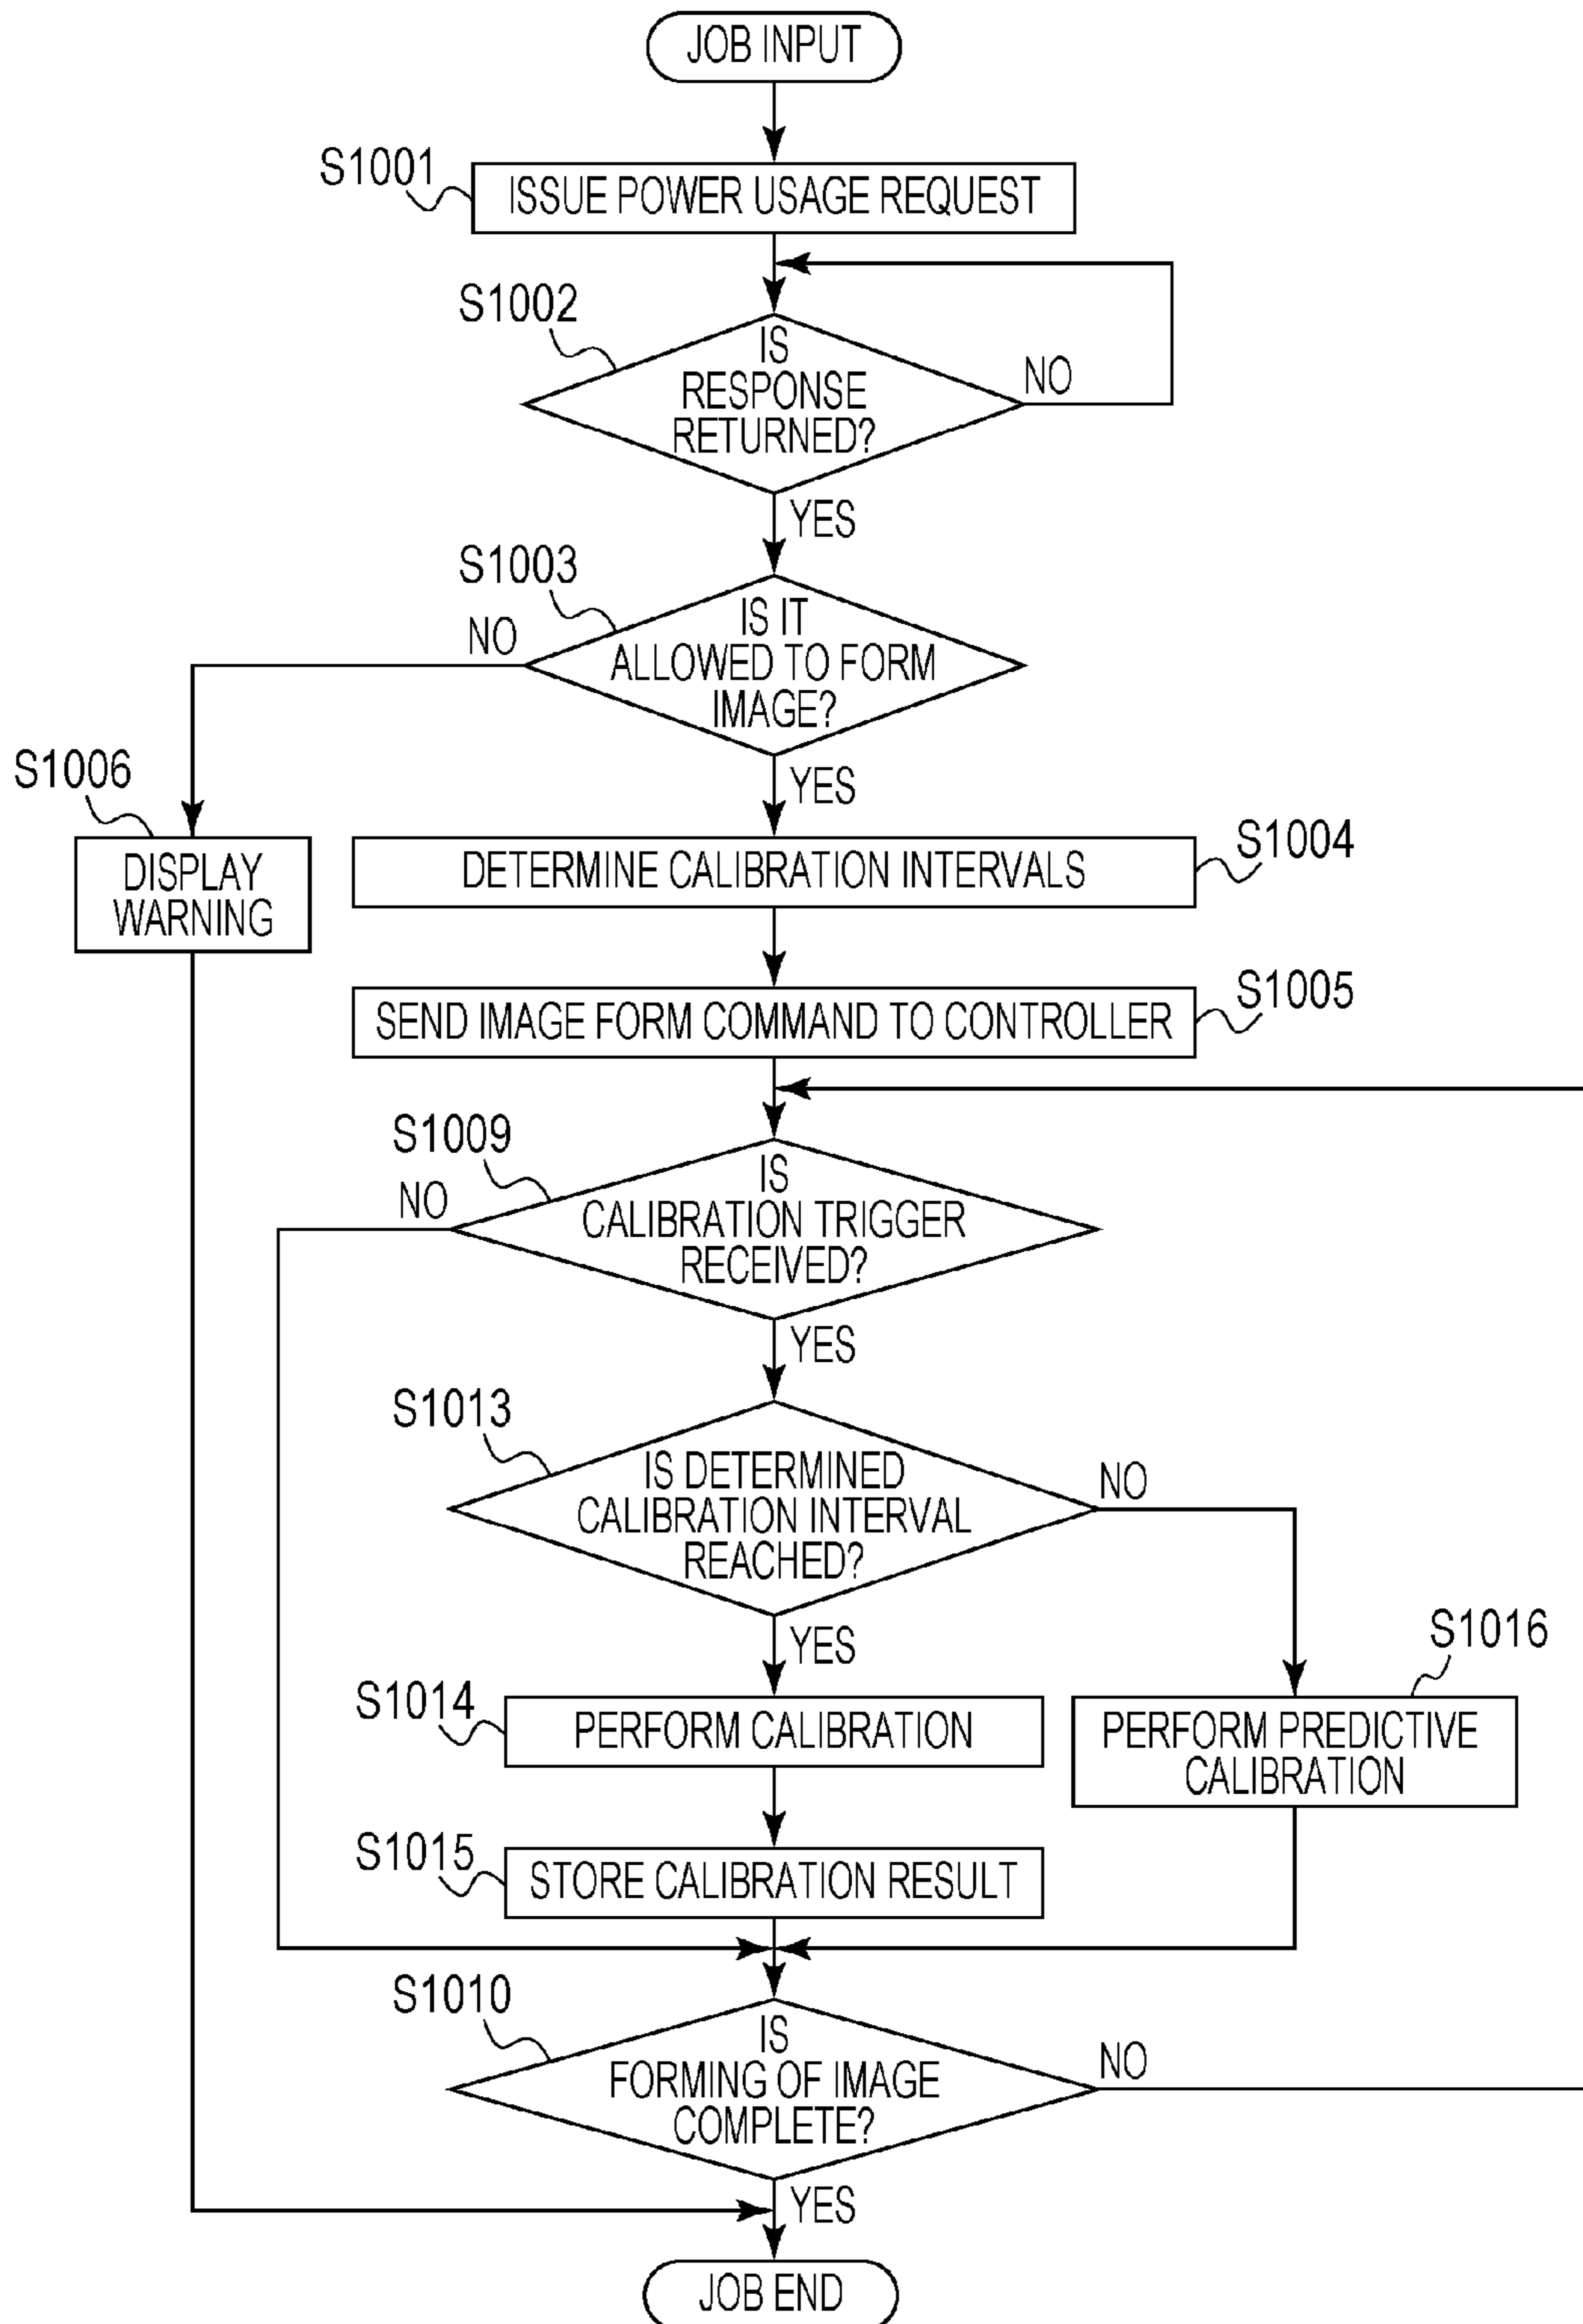 JOB INPUT
S1001
ISSUE POWER USAGE REQUEST
S1002
IS
RESPONSE
RETURNED?
NO
YES
S1003
IS IT
ALLOWED TO FORM
IMAGE?
NO
YES
S1006
DISPLAY
WARNING
DETERMINE CALIBRATION INTERVALS
S1004
SEND IMAGE FORM COMMAND TO CONTROLLER
S1005
S1009
IS
CALIBRATION TRIGGER
RECEIVED?
NO
YES
S1013
IS DETERMINED
CALIBRATION INTERVAL
REACHED?
NO
YES
S1014
PERFORM CALIBRATION
S1016
PERFORM PREDICTIVE
CALIBRATION
S1015
STORE CALIBRATION RESULT
S1010
IS
FORMING OF IMAGE
COMPLETE?
NO
YES
JOB END